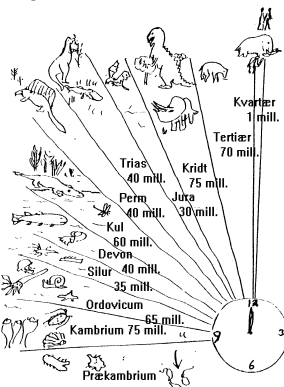 Kvartær
1 mill.
Tertiær
70 mill.
Kridt
75 mill.
Jura
30 mill.
Trias
40 mill.
Perm
40 mill.
Kul
60 mill.
Devon
40 mill.
Silur
35 mill.
Ordovicum
65 mill.
Kambrium 75 mill.
Prækambrium
12
3
6
9